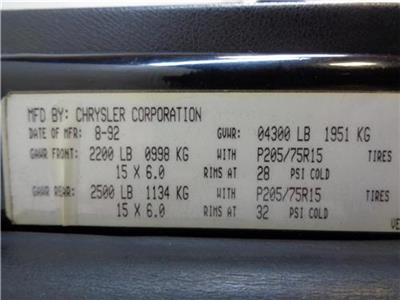 MFD BY: CHRYSLER CORPORATION
DATE OF MFR: 8-92 GVWR: 04300 LB 1951 KG
GAWR FRONT: 2200 LB 0998 KG WITH P205/75R15 TIRES
15 X 6.0 RIMS AT 28 PSI COLD
GAWR REAR: 2500 LB 1134 KG WITH P205/75R15 TIRES
15 X 6.0 RIMS AT 32 PSI COLD
VE